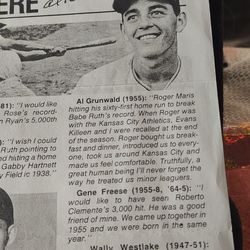 ERE
81): "I would like
Rose's record-
n Ryan's 5,000th
"I wish I could
Ruth pointing to
ed hitting a home
Gabby Hartnett
y Field in 1938."
Al Grunwald (1955): "Roger Maris
hitting his sixty-first home run to break
Babe Ruth's record. When Roger was
with the Kansas City Athletics, Evans
Killeen and I were recalled at the end
of the season. Roger bought us break-
fast and dinner, introduced us to every-
one, took us around Kansas City and
made us feel comfortable. Truthfully, a
great human being I'll never forget the
way he treated us minor leaguers.
Gene Freese (1955-8, '64-5): "I
would like to have seen Roberto
Clemente's 3,000 hit. He was a good
friend of mine. We came up together in
1955 and we were born in the same
year."
Wally Westlake (1947-51):